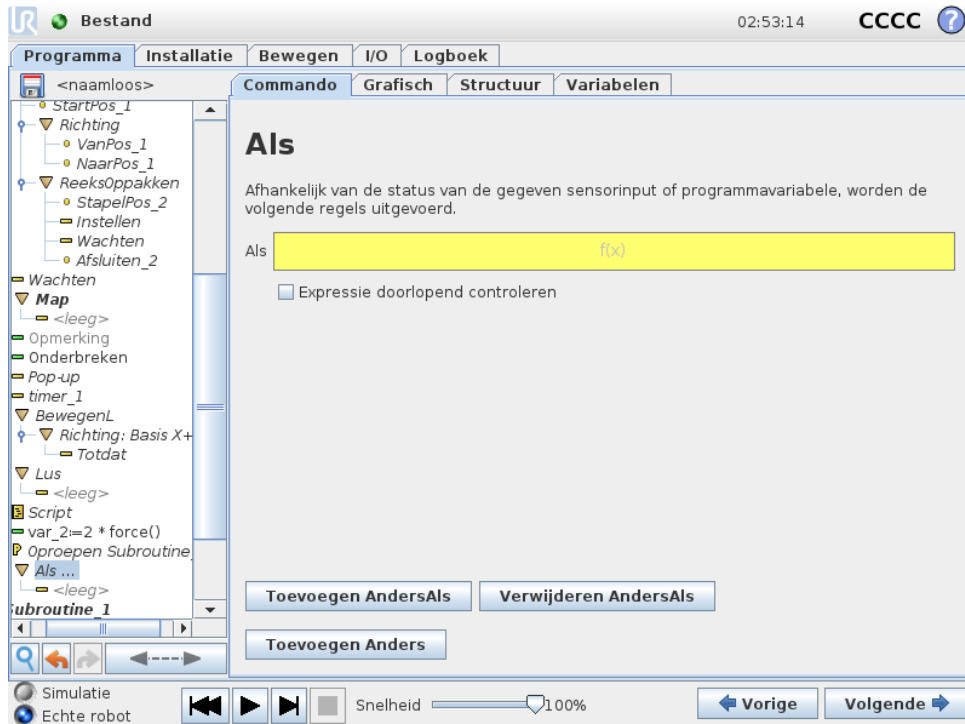 UR Bestand 02:53:14 CCCC ?
Programma Installatie Bewegen I/O Logboek
<naamloos>
Commando Grafisch Structuur Variabelen
StartPos_1
Richting
VanPos_1
NaarPos_1
ReeksOppakken
StapelPos_2
Instellen
Wachten
Afsluiten_2
Wachten
Map
<leeg>
Opmerking
Onderbreken
Pop-up
timer_1
BewegenL
Richting: Basis X+
Totdat
Lus
<leeg>
Script
var_2:=2 * force()
Oproepen Subroutine_
Als ...
<leeg>
Subroutine_1
Als
Afhankelijk van de status van de gegeven sensorinput of programmavariabele, worden de
volgende regels uitgevoerd.
Als f(x)
Expressie doorlopend controleren
Toevoegen AndersAls Verwijderen AndersAls
Toevoegen Anders
Simulatie
Echte robot
Snelheid 100%
Vorige Volgende